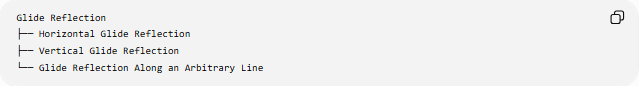 Glide Reflection
├── Horizontal Glide Reflection
├── Vertical Glide Reflection
└── Glide Reflection Along an Arbitrary Line